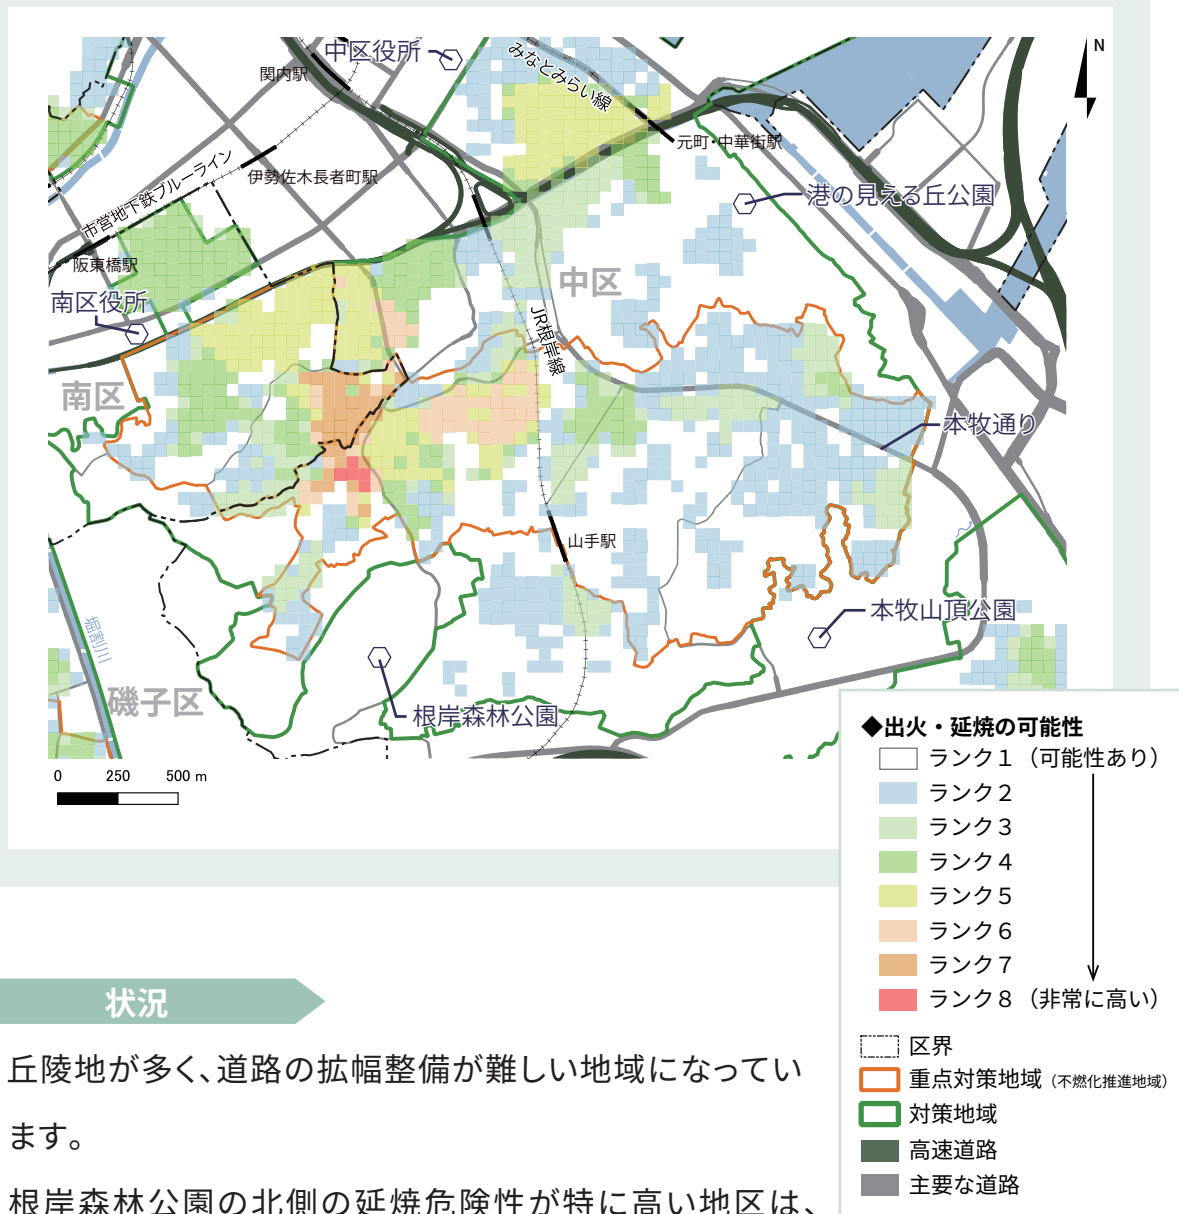 中区役所
みなとみらい線
N
関内駅
元町・中華街駅
市営地下鉄ブルーライン
伊勢佐木長者町駅
港の見える丘公園
阪東橋駅
中区
南区役所
JR根岸線
南区
本牧通り
山手駅
本牧山頂公園
堀割川
磯子区
根岸森林公園
0 250 500 m
◆出火・延焼の可能性
ランク1（可能性あり）
ランク2
ランク3
ランク4
ランク5
ランク6
ランク7
ランク8（非常に高い）
区界
重点対策地域（不燃化推進地域）
対策地域
高速道路
主要な道路
状況
丘陵地が多く、道路の拡幅整備が難しい地域になってい
ます。
根岸森林公園の北側の延焼危険性が特に高い地区は、